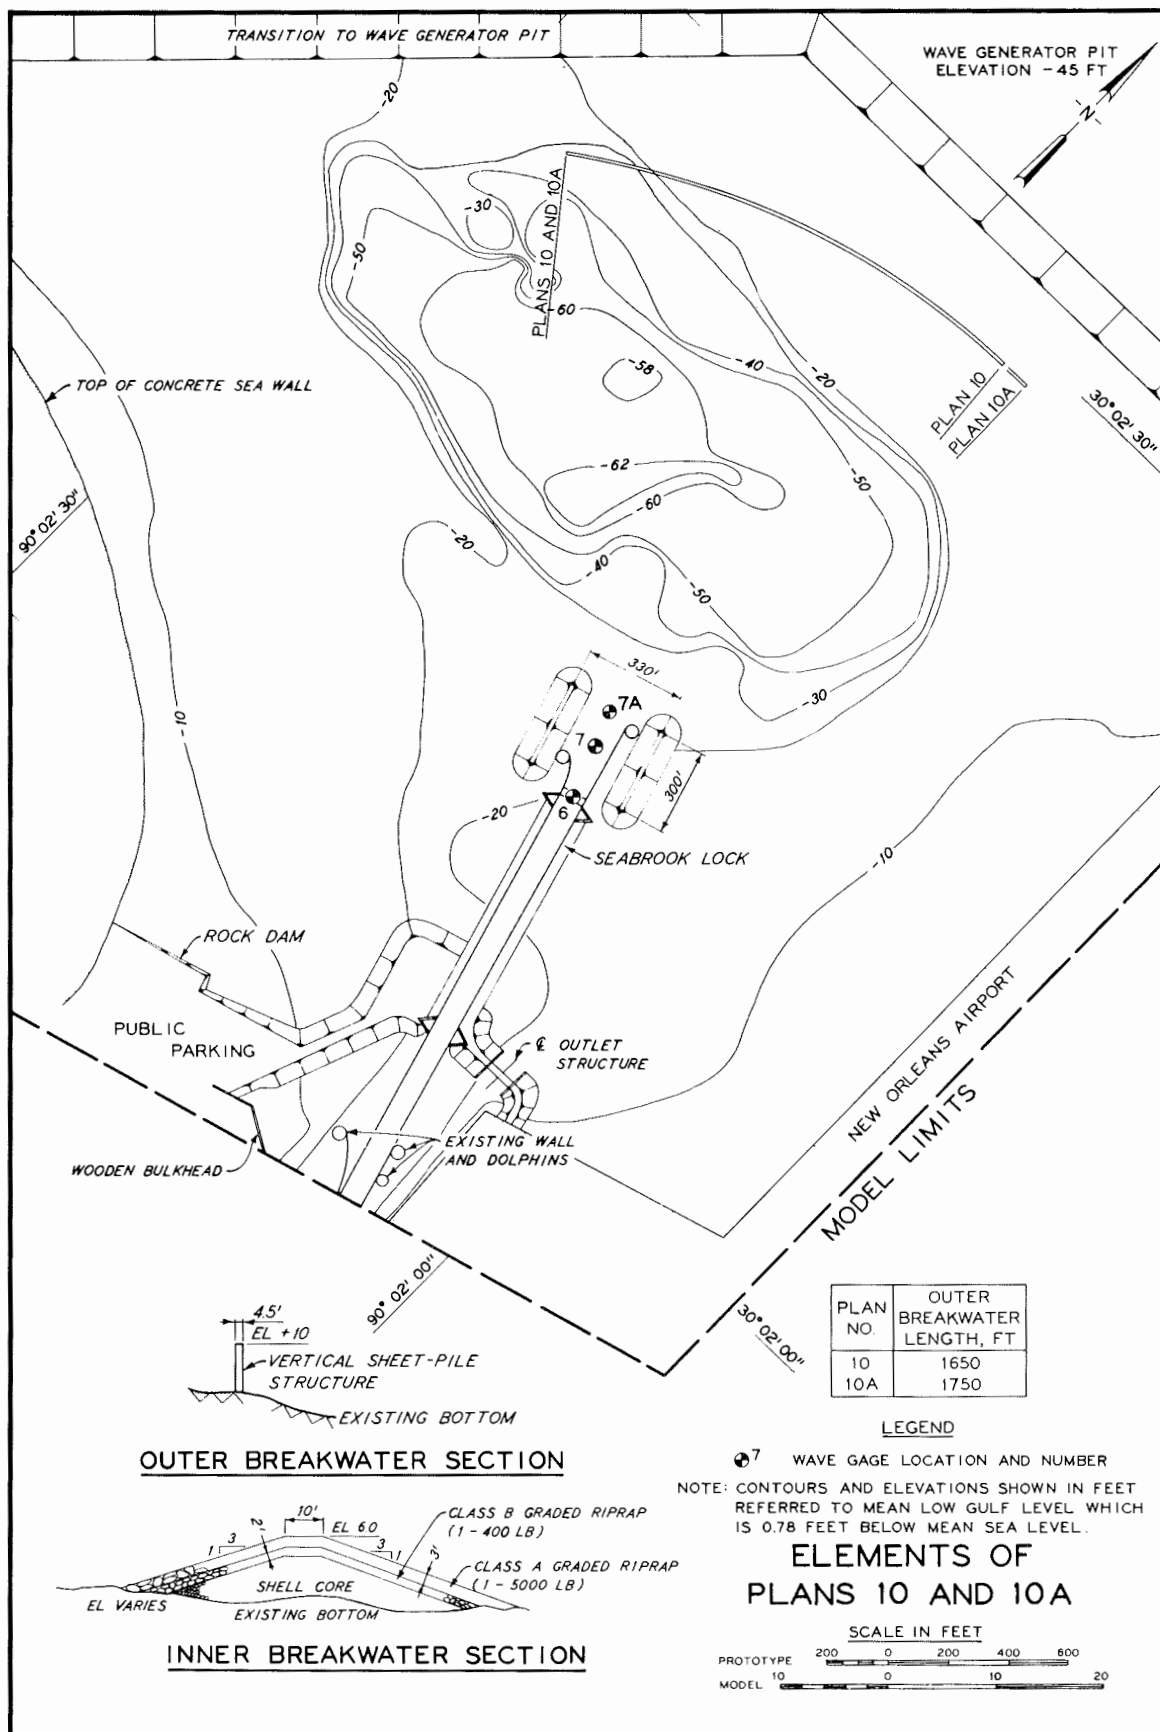 TRANSITION TO WAVE GENERATOR PIT
WAVE GENERATOR PIT
ELEVATION -45 FT
N
-20
-30
-50
PLANS 10 AND 10A
-60
-58
-40
-20
PLAN 10
PLAN 10A
30° 02' 30"
TOP OF CONCRETE SEA WALL
-62
-60
-50
90° 02' 30"
-20
-40
-50
-30
330'
7A
7
6
300'
-10
-20
SEABROOK LOCK
-10
ROCK DAM
PUBLIC
PARKING
℄ OUTLET
STRUCTURE
NEW ORLEANS AIRPORT
MODEL LIMITS
EXISTING WALL
AND DOLPHINS
WOODEN BULKHEAD
90° 02' 00"
30° 02' 00"
4.5'
EL +10
VERTICAL SHEET-PILE
STRUCTURE
EXISTING BOTTOM
OUTER BREAKWATER SECTION
10'
EL 6.0
2'
3
1
3
1
3'
CLASS B GRADED RIPRAP
(1 - 400 LB)
CLASS A GRADED RIPRAP
(1 - 5000 LB)
SHELL CORE
EL VARIES
EXISTING BOTTOM
INNER BREAKWATER SECTION
PLAN NO. OUTER BREAKWATER LENGTH, FT
10 1650
10A 1750
LEGEND
7 WAVE GAGE LOCATION AND NUMBER
NOTE: CONTOURS AND ELEVATIONS SHOWN IN FEET
REFERRED TO MEAN LOW GULF LEVEL WHICH
IS 0.78 FEET BELOW MEAN SEA LEVEL.
ELEMENTS OF
PLANS 10 AND 10A
SCALE IN FEET
PROTOTYPE 200 0 200 400 600
MODEL 10 0 10 20